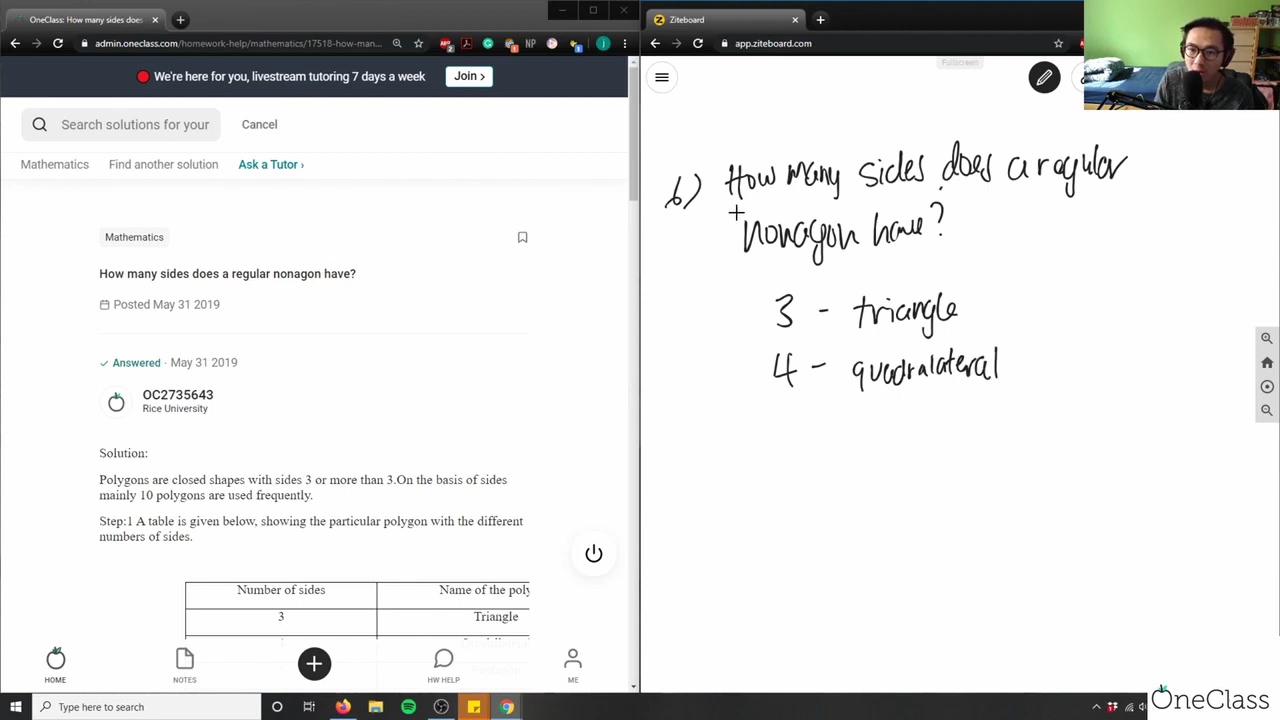 OneClass: How many sides does
Ziteboard
admin.oneclass.com/homework-help/mathematics/17518-how-man...
NP
j
app.ziteboard.com
We're here for you, livestream tutoring 7 days a week
Join >
Fullscreen
Search solutions for your
Cancel
Mathematics
Find another solution
Ask a Tutor ›
Mathematics
How many sides does a regular nonagon have?
Posted May 31 2019
Answered · May 31 2019
OC2735643
Rice University
Solution:
Polygons are closed shapes with sides 3 or more than 3.On the basis of sides
mainly 10 polygons are used frequently.
Step:1 A table is given below, showing the particular polygon with the different
numbers of sides.
Number of sides
Name of the poly
3
Triangle
HOME
NOTES
HW HELP
ME
6) How many sides does a regular
nonagon have?
3 - triangle
4 - quadralateral
Type here to search
OneClass